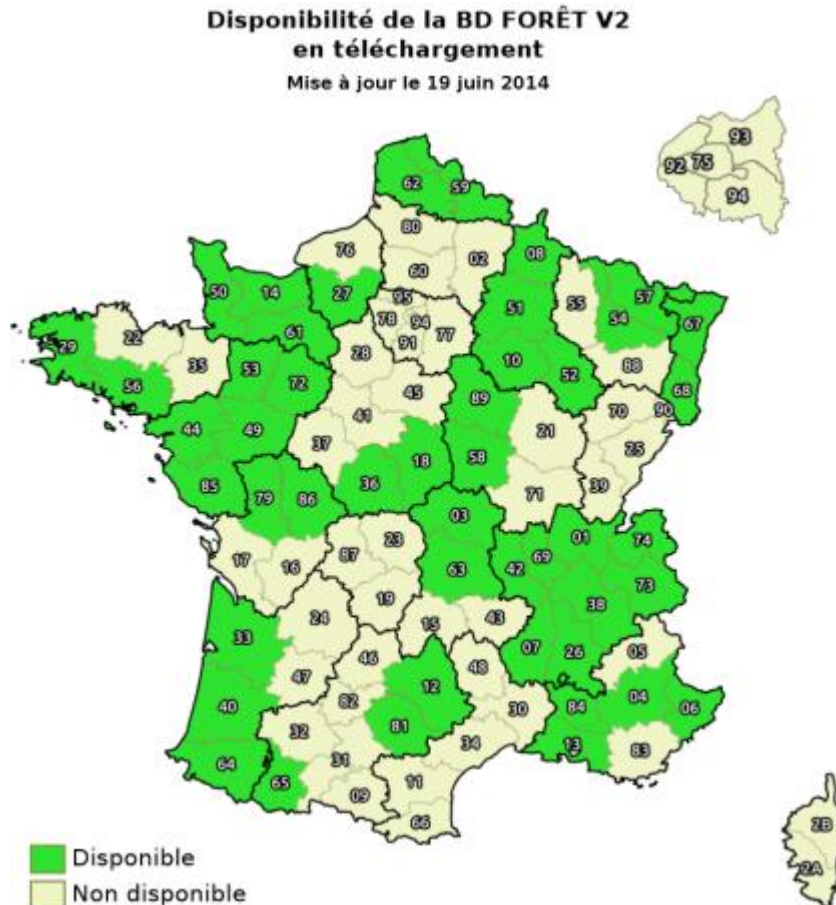 Disponibilité de la BD FORÊT V2
en téléchargement
Mise à jour le 19 juin 2014
93
92 75
94
62 59
80
76 02 08
60
50 14 27 95 51 55 57
78 94 77 54 67
61 91
29 22 35 28 10 52 88 68
56 53 72 45 89 70 90
44 49 41 21 25
37 18 58
85 79 86 36 71 39
03
17 16 87 23 63 42 69 01 74
73
24 19 15 43 38
33 07 26 05
46 48
47 12 04
40 82 30 84 06
32 81
31 34 13 83
64 65 11
09
66
2B
2A
Disponible
Non disponible